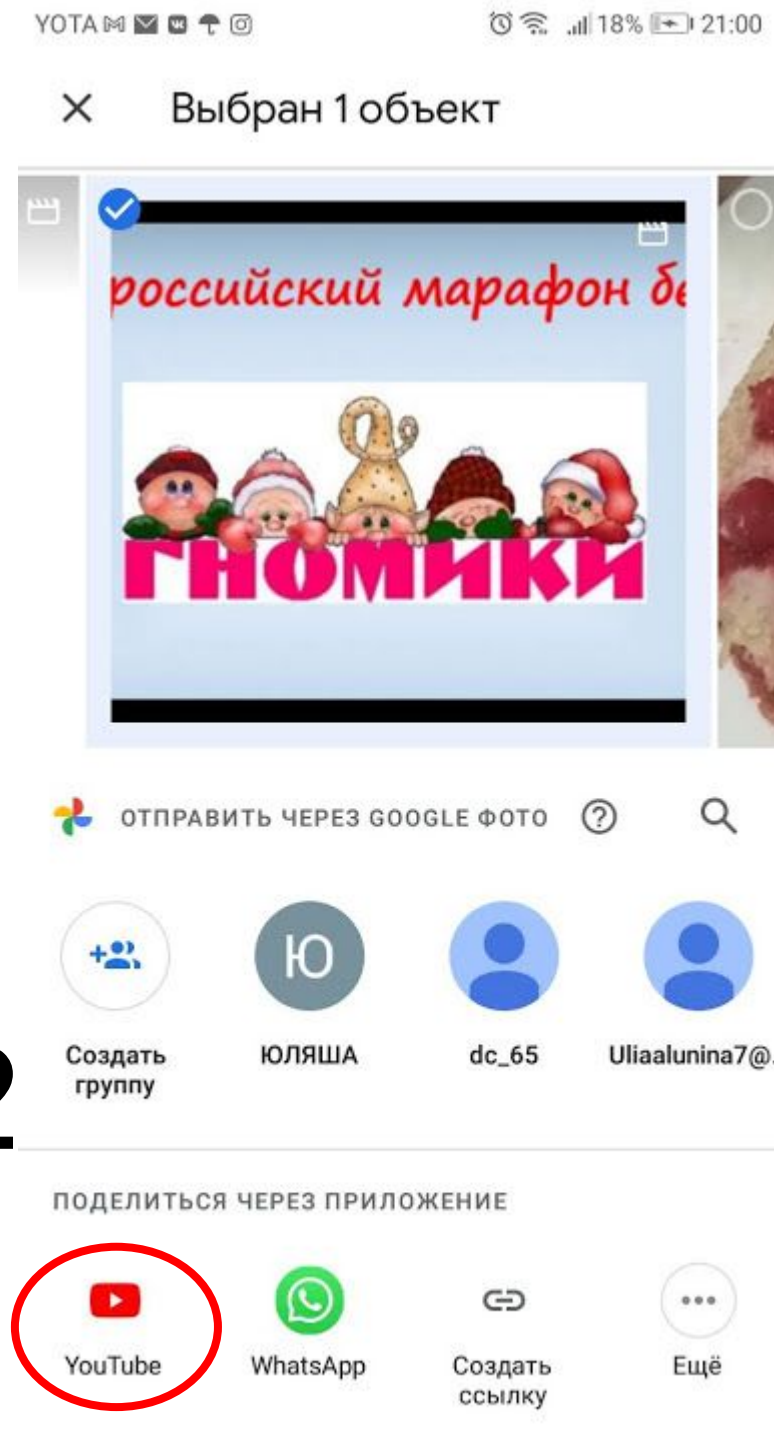 YOTA 18% 21:00
Выбран 1 объект
российский марафон
ГНОМИКИ
ОТПРАВИТЬ ЧЕРЕЗ GOOGLE ФОТО
Ю
Создать группу
ЮЛЯША
dc_65
Uliaalunina7@.
ПОДЕЛИТЬСЯ ЧЕРЕЗ ПРИЛОЖЕНИЕ
YouTube
WhatsApp
Создать ссылку
Ещё